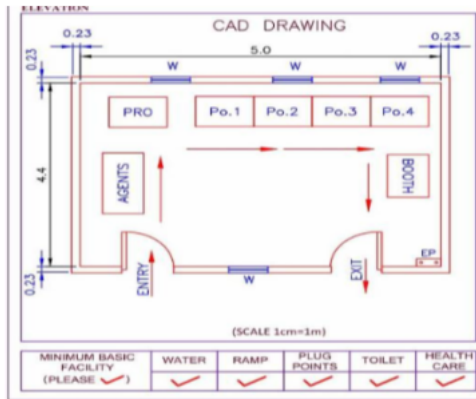 ELEVATION
CAD DRAWING
0.23
5.0
0.23
0.23
W
W
W
PRO
Po.1
Po.2
Po.3
Po.4
4.4
AGENTS
BOOTH
EP
0.23
ENTRY
W
EXIT
(SCALE 1cm=1m)
MINIMUM BASIC
FACILITY
(PLEASE ✓)
WATER
RAMP
PLUG
POINTS
TOILET
HEALTH
CARE
✓ ✓ ✓ ✓ ✓